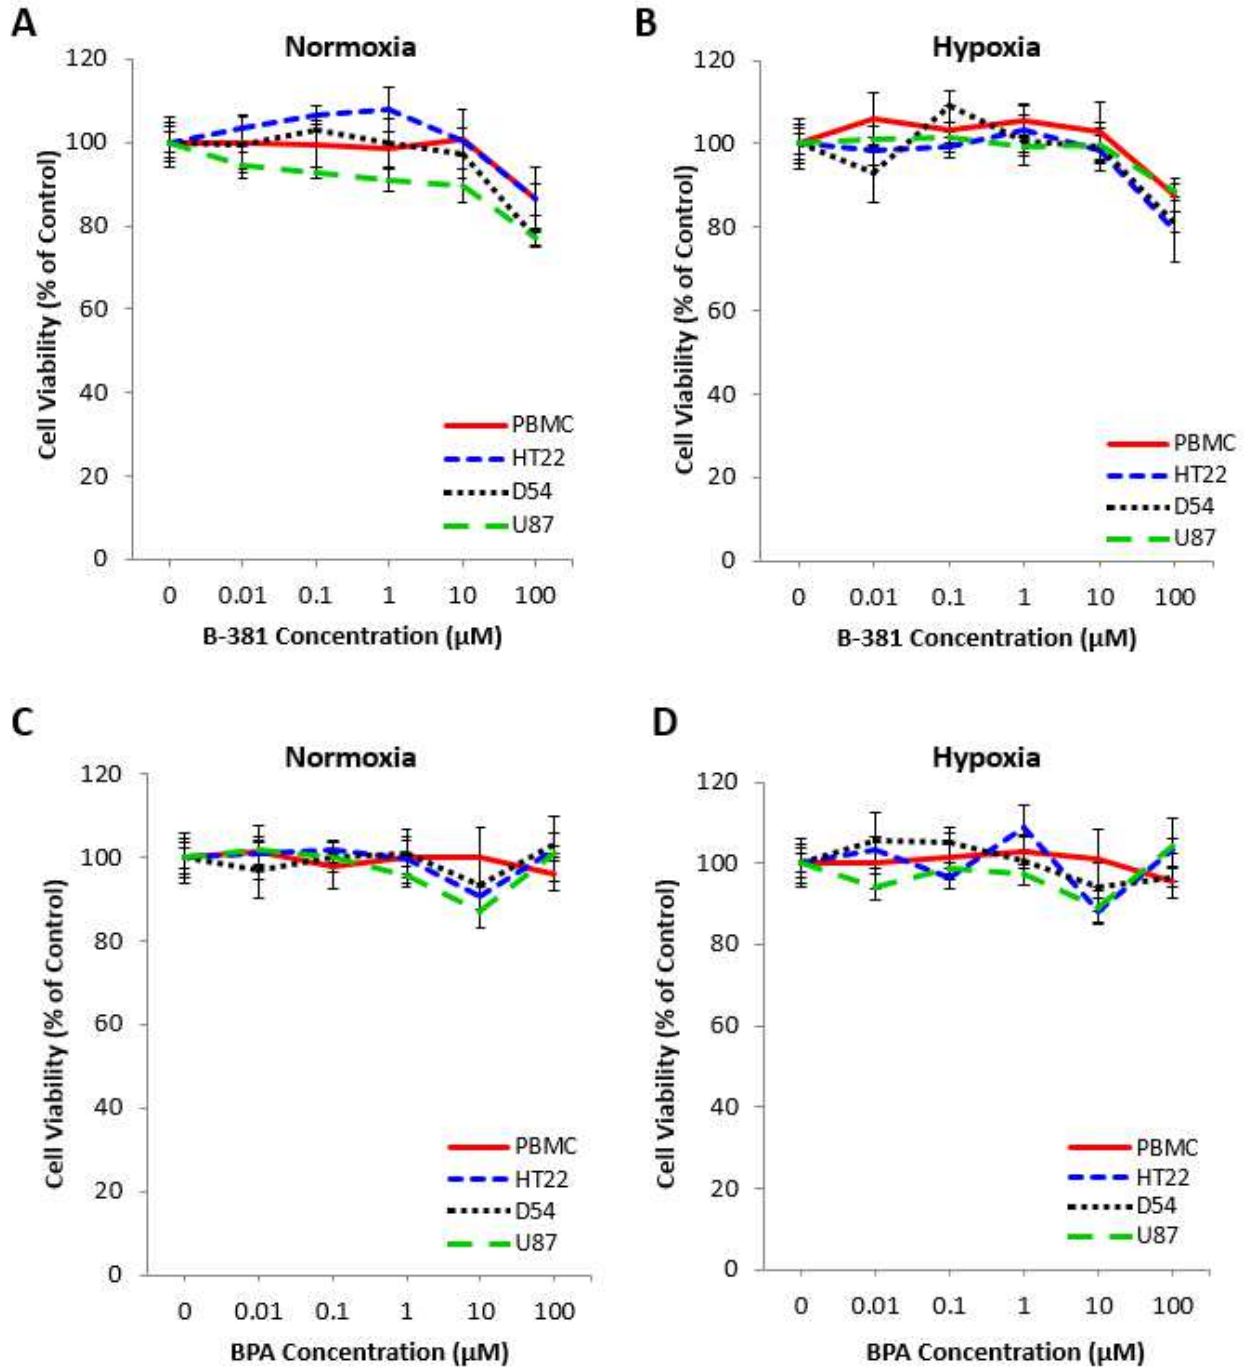 A
Normoxia
120
100
80
60
40
20
0
Cell Viability (% of Control)
PBMC
HT22
D54
U87
0 0.01 0.1 1 10 100
B-381 Concentration (µM)
B
Hypoxia
120
100
80
60
40
20
0
Cell Viability (% of Control)
PBMC
HT22
D54
U87
0 0.01 0.1 1 10 100
B-381 Concentration (µM)
C
Normoxia
120
100
80
60
40
20
0
Cell Viability (% of Control)
PBMC
HT22
D54
U87
0 0.01 0.1 1 10 100
BPA Concentration (µM)
D
Hypoxia
120
100
80
60
40
20
0
Cell Viability (% of Control)
PBMC
HT22
D54
U87
0 0.01 0.1 1 10 100
BPA Concentration (µM)